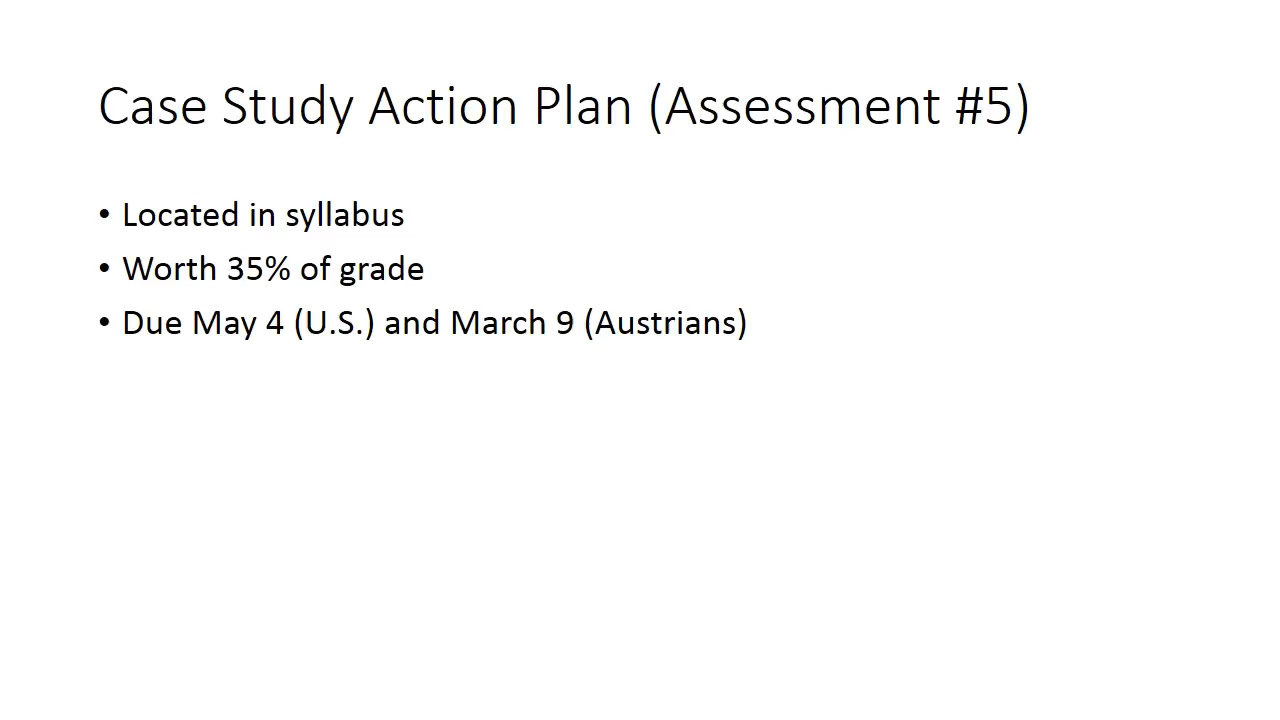 Case Study Action Plan (Assessment #5)
• Located in syllabus
• Worth 35% of grade
• Due May 4 (U.S.) and March 9 (Austrians)